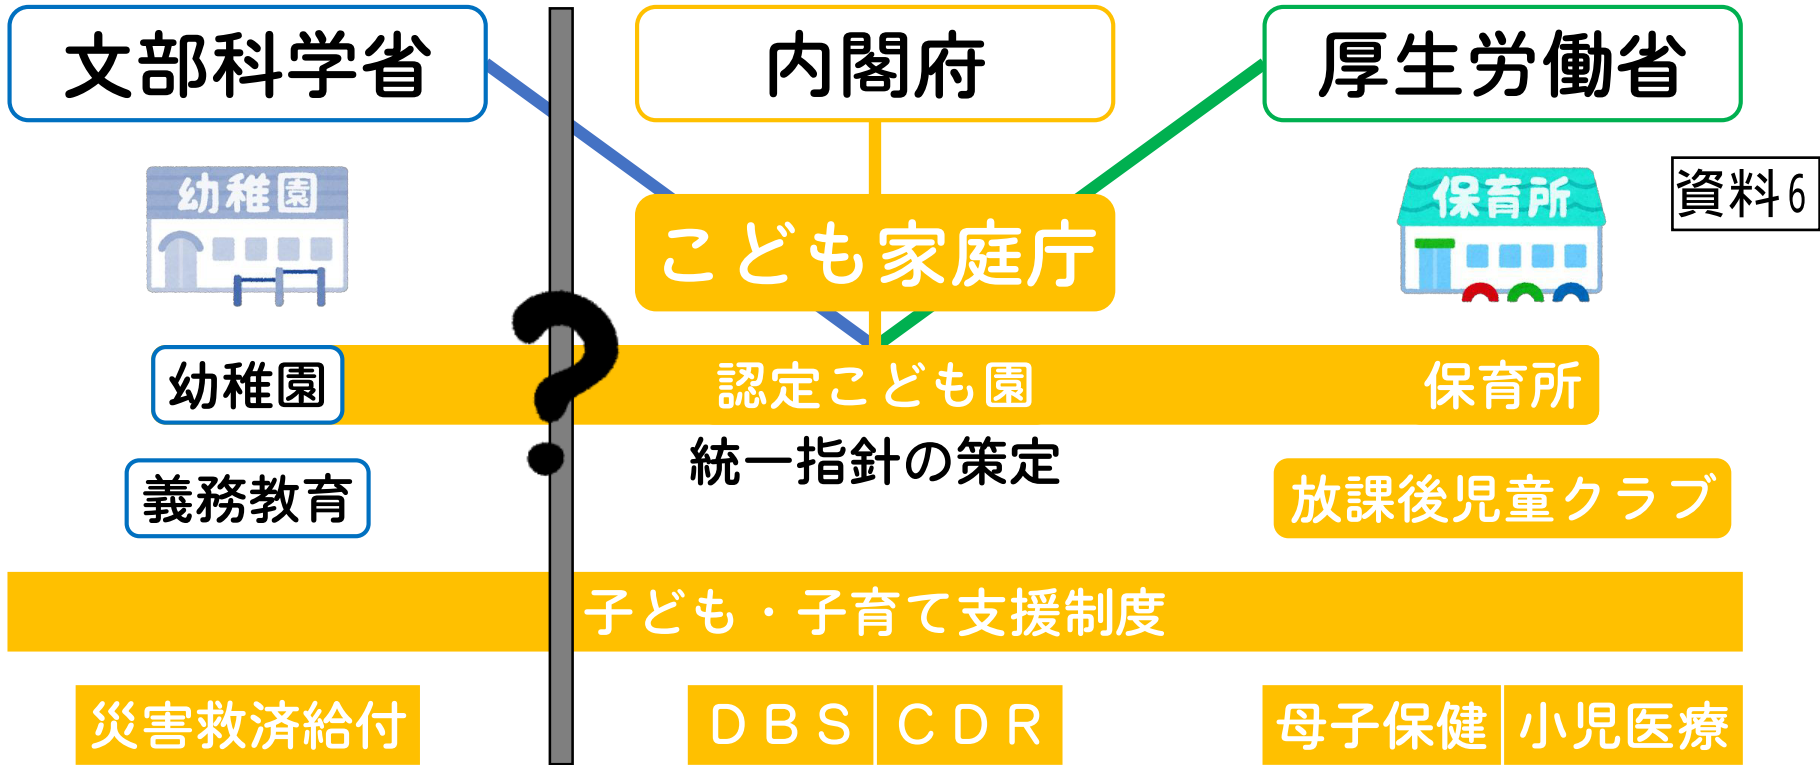 文部科学省
内閣府
厚生労働省
幼稚園
保育所
資料6
こども家庭庁
?
幼稚園
認定こども園
保育所
統一指針の策定
義務教育
放課後児童クラブ
子ども・子育て支援制度
災害救済給付
ＤＢＳ
ＣＤＲ
母子保健
小児医療